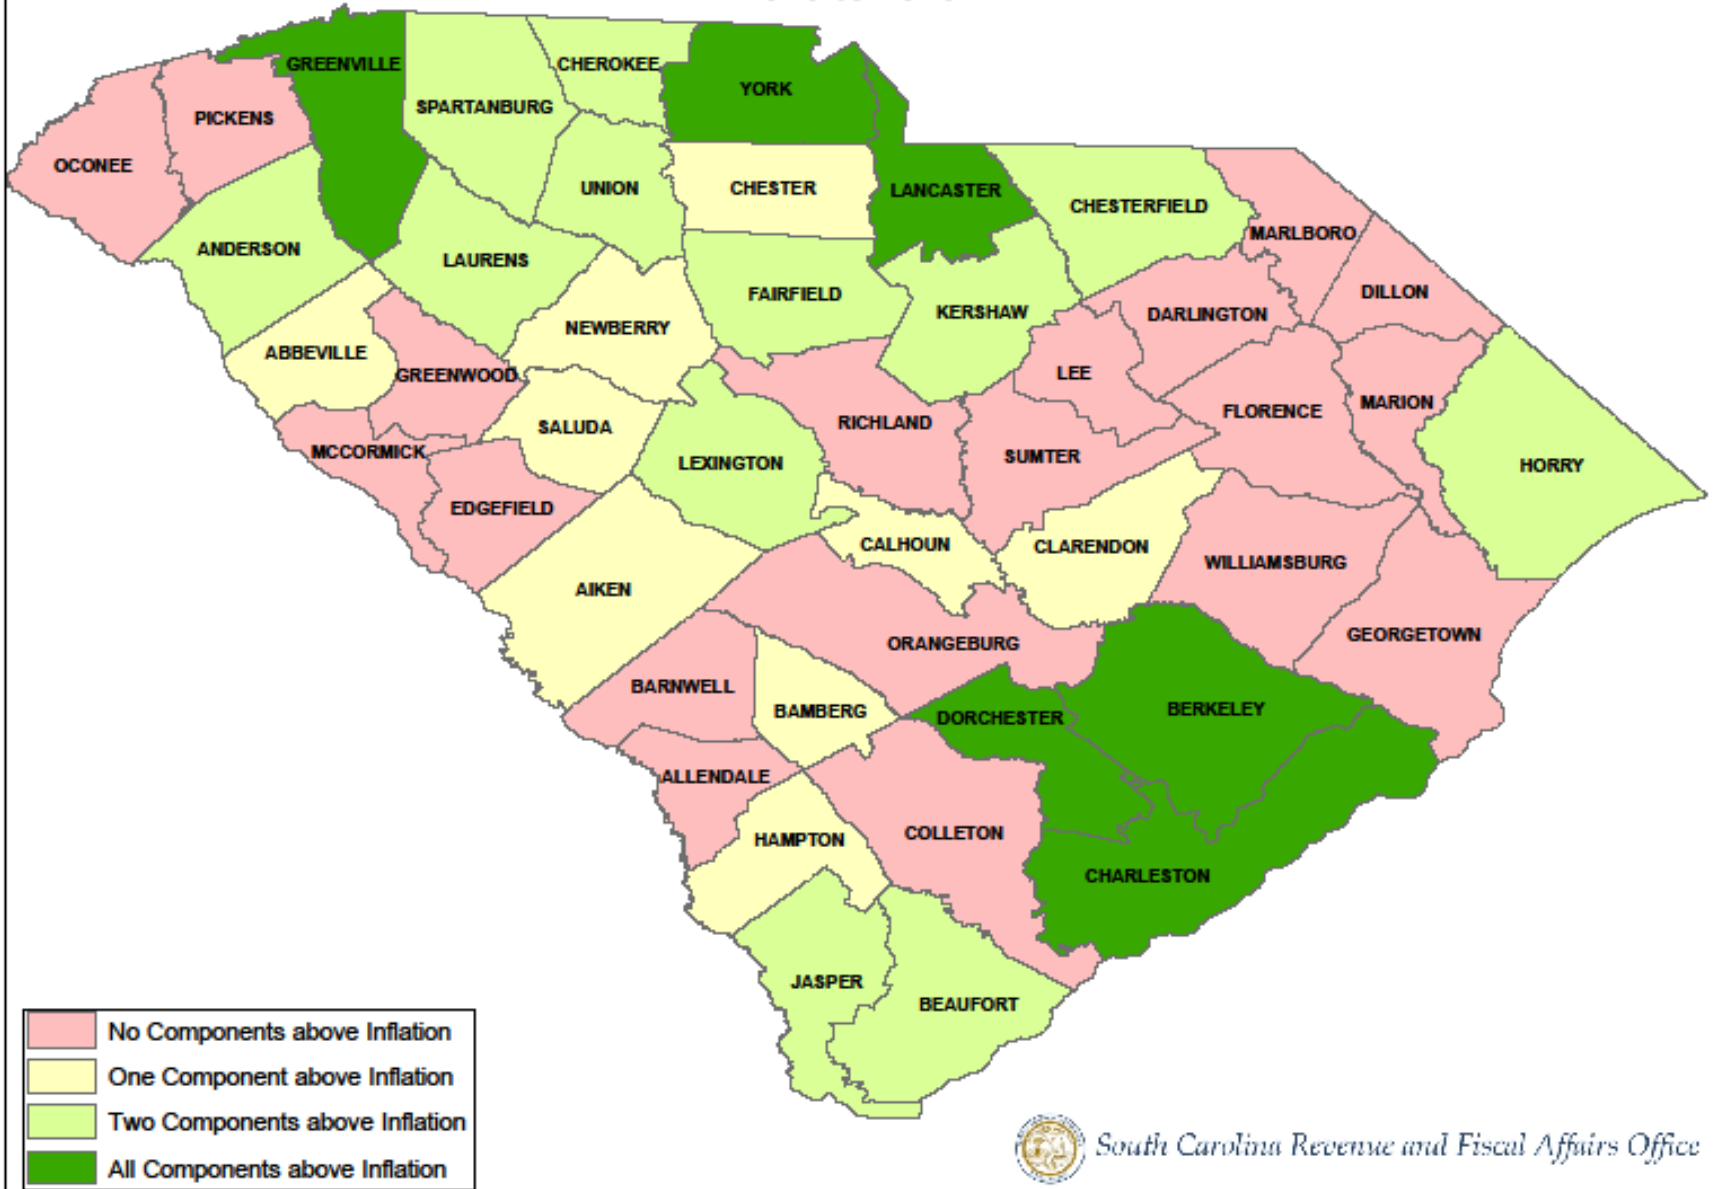 GREENVILLE
CHEROKEE
YORK
SPARTANBURG
PICKENS
OCONEE
UNION
CHESTER
LANCASTER
CHESTERFIELD
MARLBORO
ANDERSON
LAURENS
FAIRFIELD
DILLON
KERSHAW
DARLINGTON
NEWBERRY
ABBEVILLE
GREENWOOD
LEE
MARION
FLORENCE
RICHLAND
SALUDA
MCCORMICK
LEXINGTON
SUMTER
HORRY
EDGEFIELD
CALHOUN
CLARENDON
WILLIAMSBURG
AIKEN
GEORGETOWN
ORANGEBURG
BARNWELL
BAMBERG
DORCHESTER
BERKELEY
ALLENDALE
HAMPTON
COLLETON
CHARLESTON
JASPER
BEAUFORT
No Components above Inflation
One Component above Inflation
Two Components above Inflation
All Components above Inflation
South Carolina Revenue and Fiscal Affairs Office